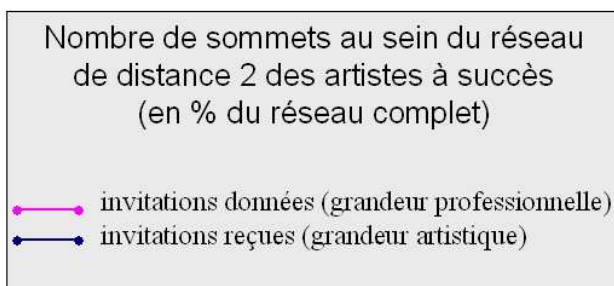 Nombre de sommets au sein du réseau
de distance 2 des artistes à succès
(en % du réseau complet)
invitations données (grandeur professionnelle)
invitations reçues (grandeur artistique)